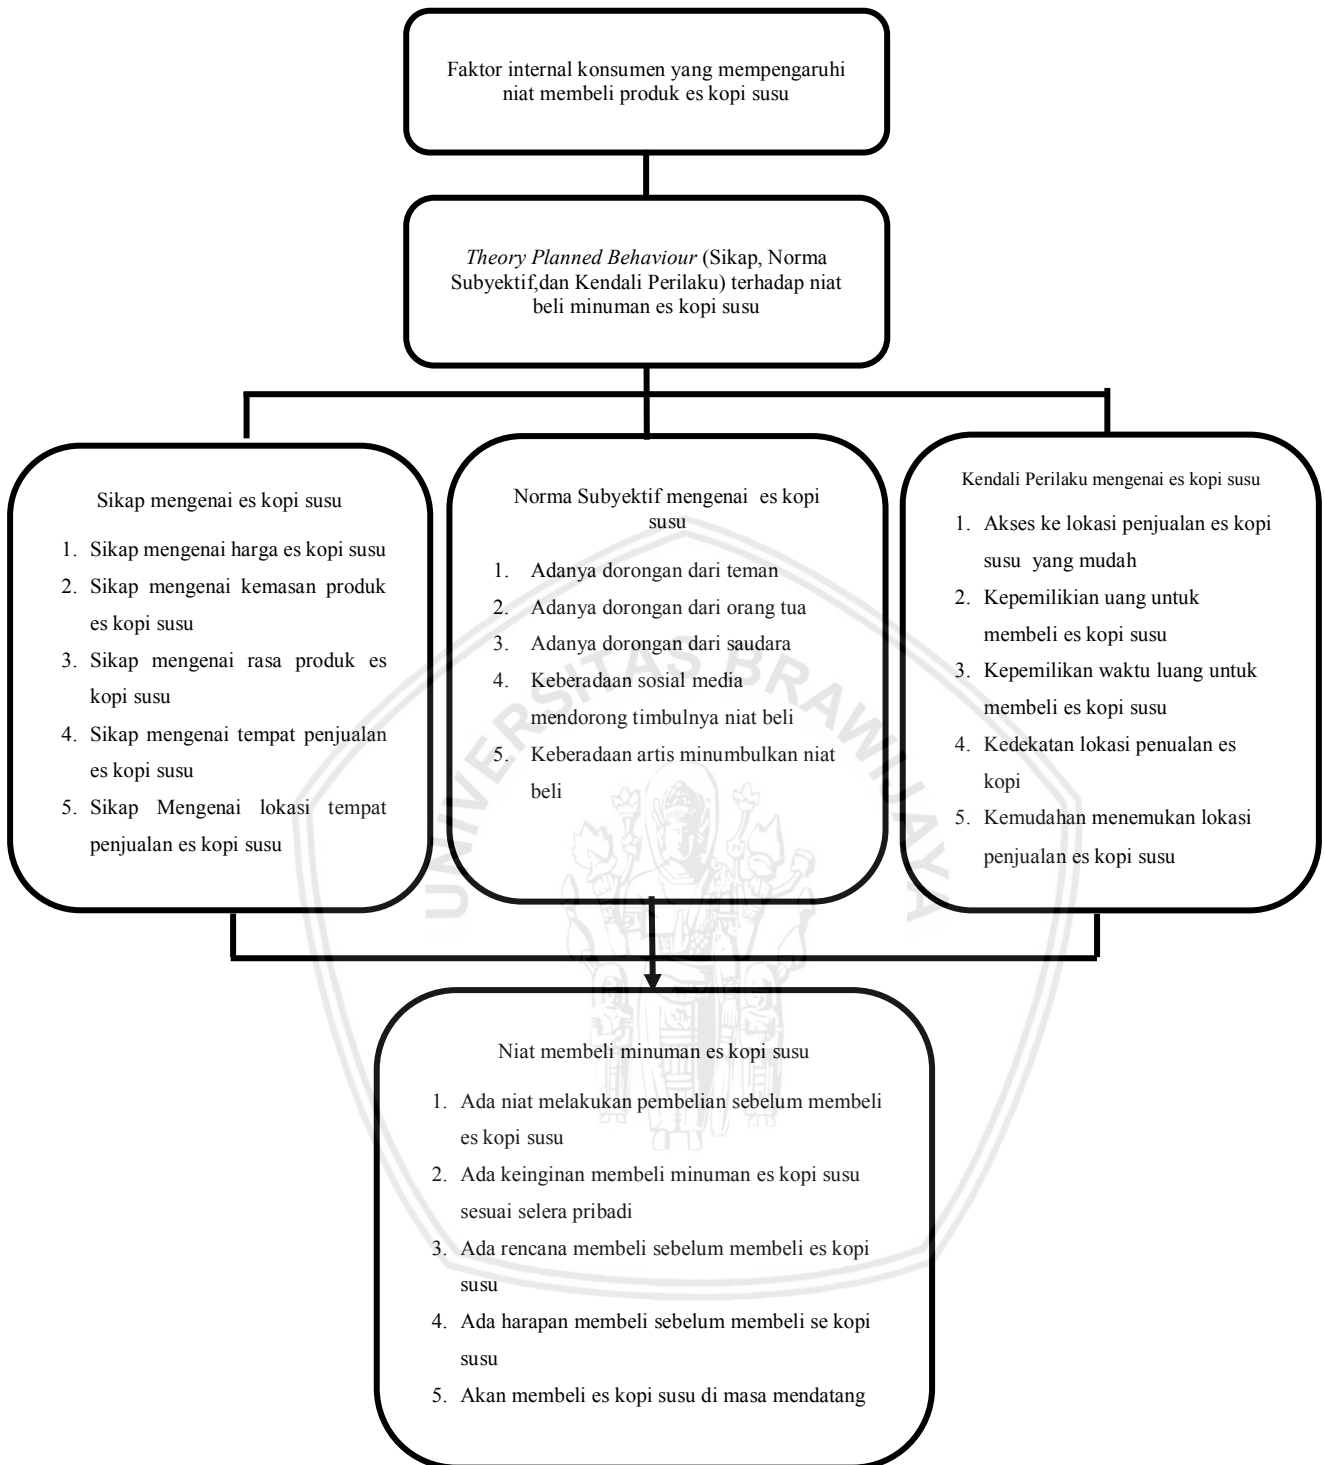 Faktor internal konsumen yang mempengaruhi
niat membeli produk es kopi susu
Theory Planned Behaviour (Sikap, Norma
Subyektif,dan Kendali Perilaku) terhadap niat
beli minuman es kopi susu
Sikap mengenai es kopi susu
1. Sikap mengenai harga es kopi susu
2. Sikap mengenai kemasan produk
es kopi susu
3. Sikap mengenai rasa produk es
kopi susu
4. Sikap mengenai tempat penjualan
es kopi susu
5. Sikap Mengenai lokasi tempat
penjualan es kopi susu
Norma Subyektif mengenai es kopi
susu
1. Adanya dorongan dari teman
2. Adanya dorongan dari orang tua
3. Adanya dorongan dari saudara
4. Keberadaan sosial media
mendorong timbulnya niat beli
5. Keberadaan artis minumbulkan niat
beli
Kendali Perilaku mengenai es kopi susu
1. Akses ke lokasi penjualan es kopi
susu yang mudah
2. Kepemilikian uang untuk
membeli es kopi susu
3. Kepemilikan waktu luang untuk
membeli es kopi susu
4. Kedekatan lokasi penualan es
kopi
5. Kemudahan menemukan lokasi
penjualan es kopi susu
Niat membeli minuman es kopi susu
1. Ada niat melakukan pembelian sebelum membeli
es kopi susu
2. Ada keinginan membeli minuman es kopi susu
sesuai selera pribadi
3. Ada rencana membeli sebelum membeli es kopi
susu
4. Ada harapan membeli sebelum membeli se kopi
susu
5. Akan membeli es kopi susu di masa mendatang
UNIVERSITAS BRAWIJAYA